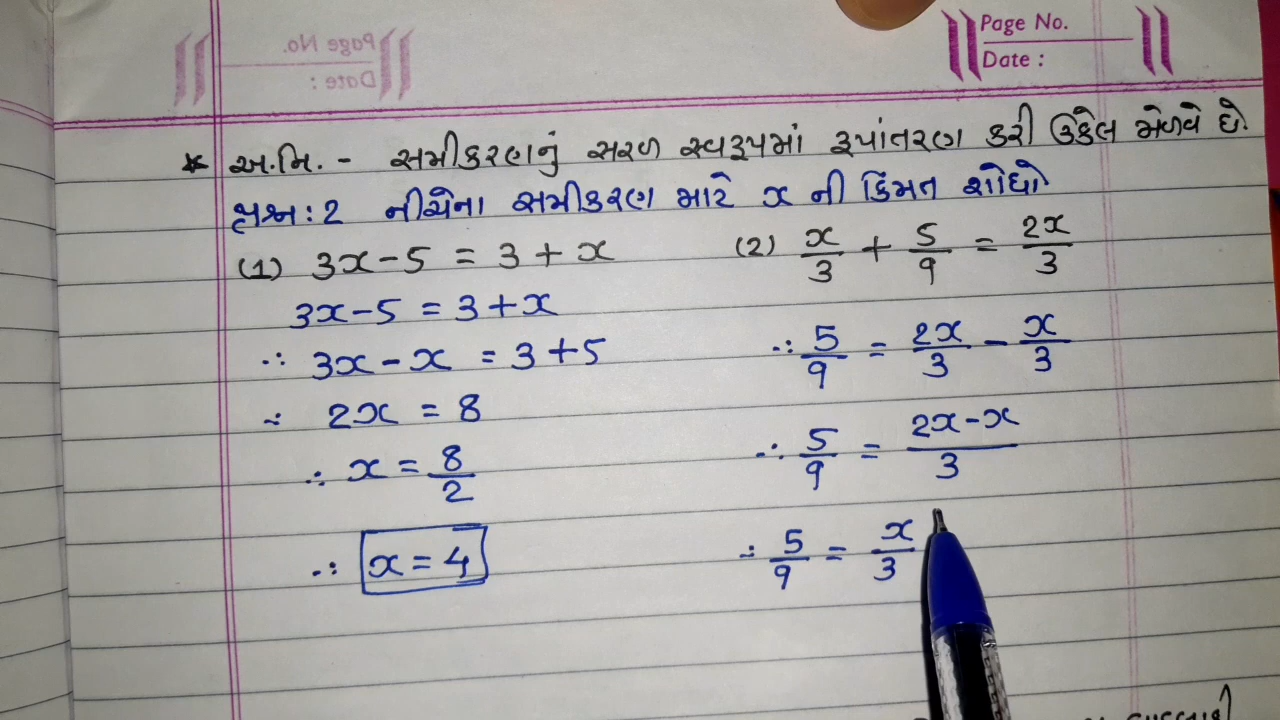 Page No.
Date :
* અ.નિ. - સમીકરણનું સરળ સ્વરૂપમાં રૂપાંતરણ કરી ઉકેલ મેળવે છે.
પ્રશ્ન : 2 નીચેના સમીકરણ માટે x ની કિંમત શોધો
(1) 3x - 5 = 3 + x
3x - 5 = 3 + x
∴ 3x - x = 3 + 5
∴ 2x = 8
∴ x = 8/2
∴ x = 4
(2) x/3 + 5/9 = 2x/3
∴ 5/9 = 2x/3 - x/3
∴ 5/9 = 2x-x/3
∴ 5/9 = x/3